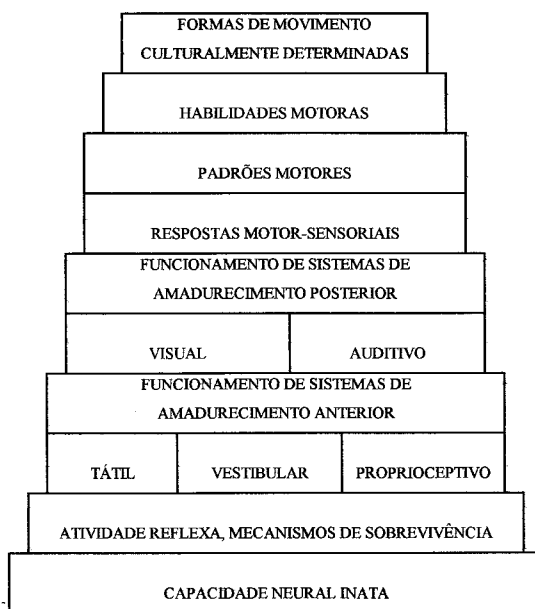 FORMAS DE MOVIMENTO
CULTURALMENTE DETERMINADAS
HABILIDADES MOTORAS
PADRÕES MOTORES
RESPOSTAS MOTOR-SENSORIAIS
FUNCIONAMENTO DE SISTEMAS DE
AMADURECIMENTO POSTERIOR
VISUAL
AUDITIVO
FUNCIONAMENTO DE SISTEMAS DE
AMADURECIMENTO ANTERIOR
TÁTIL
VESTIBULAR
PROPRIOCEPTIVO
ATIVIDADE REFLEXA, MECANISMOS DE SOBREVIVÊNCIA
CAPACIDADE NEURAL INATA